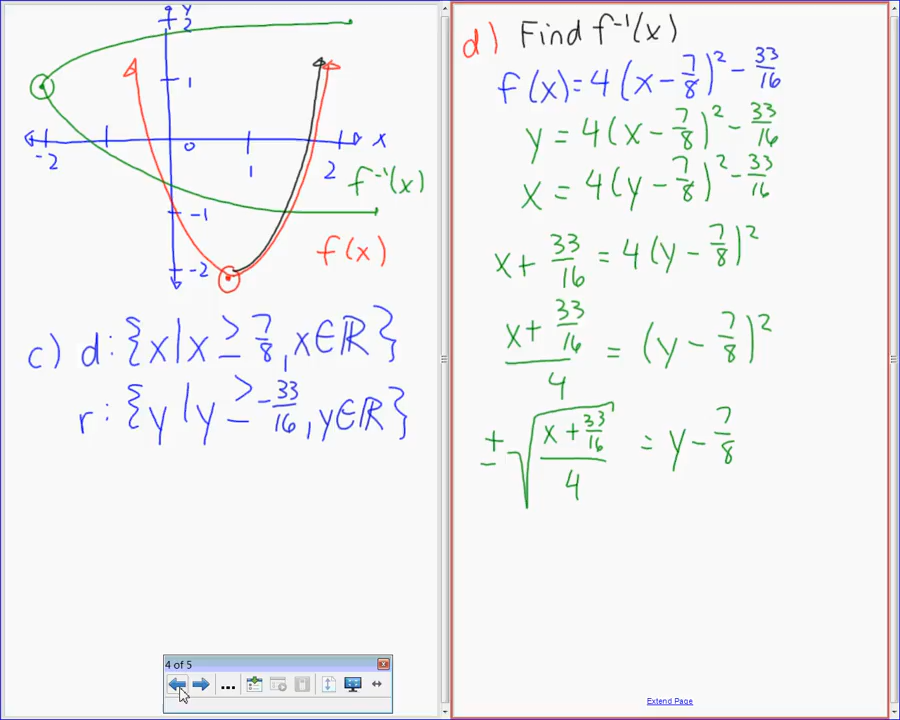 Y
2
1
-2
0
1
2
x
f⁻¹(x)
-1
f(x)
-2
c) d: {x|x ≥ 7/8, x∈ℝ}
r: {y|y ≥ -33/16, y∈ℝ}
d) Find f⁻¹(x)
f(x)=4(x-7/8)²-33/16
y=4(x-7/8)²-33/16
x=4(y-7/8)²-33/16
x+33/16=4(y-7/8)²
(x+33/16)/4=(y-7/8)²
±√((x+33/16)/4)=y-7/8
4 of 5
...
Extend Page